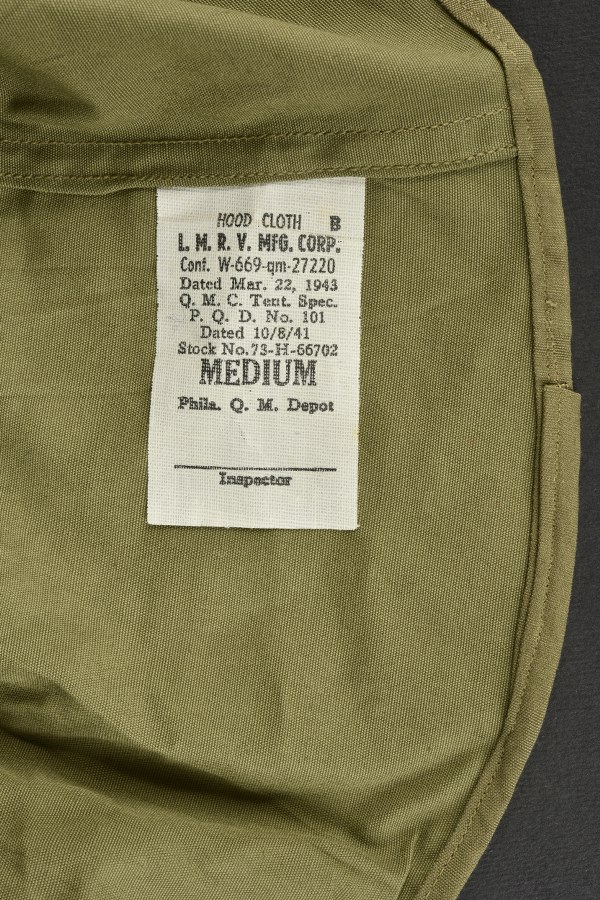 HOOD CLOTH B
L. M. R. V. MFG. CORP.
Conf. W-669-qm-27220
Dated Mar. 22, 1943
Q. M. C. Tent. Spec.
P. Q. D. No. 101
Dated 10/8/41
Stock No. 73-H-66702
MEDIUM
Phila. Q. M. Depot
Inspector